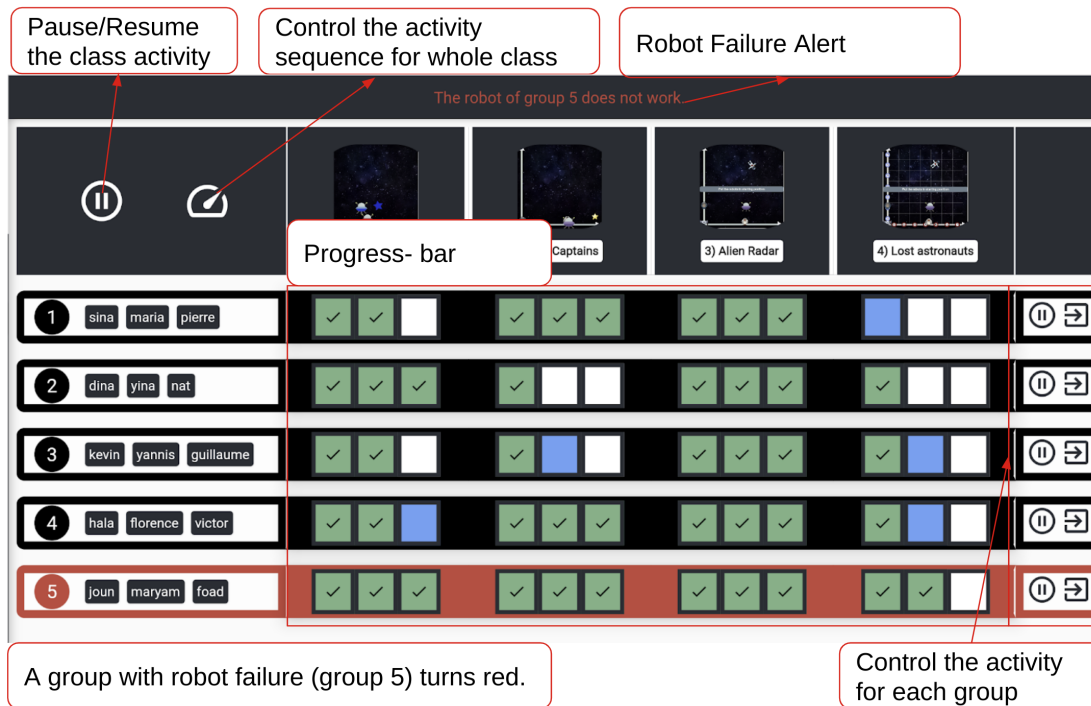 Pause/Resume
the class activity
Control the activity
sequence for whole class
Robot Failure Alert
The robot of group 5 does not work.
Progress- bar
Captains
3) Alien Radar
4) Lost astronauts
1 sina maria pierre
2 dina yina nat
3 kevin yannis guillaume
4 hala florence victor
5 joun maryam foad
A group with robot failure (group 5) turns red.
Control the activity
for each group